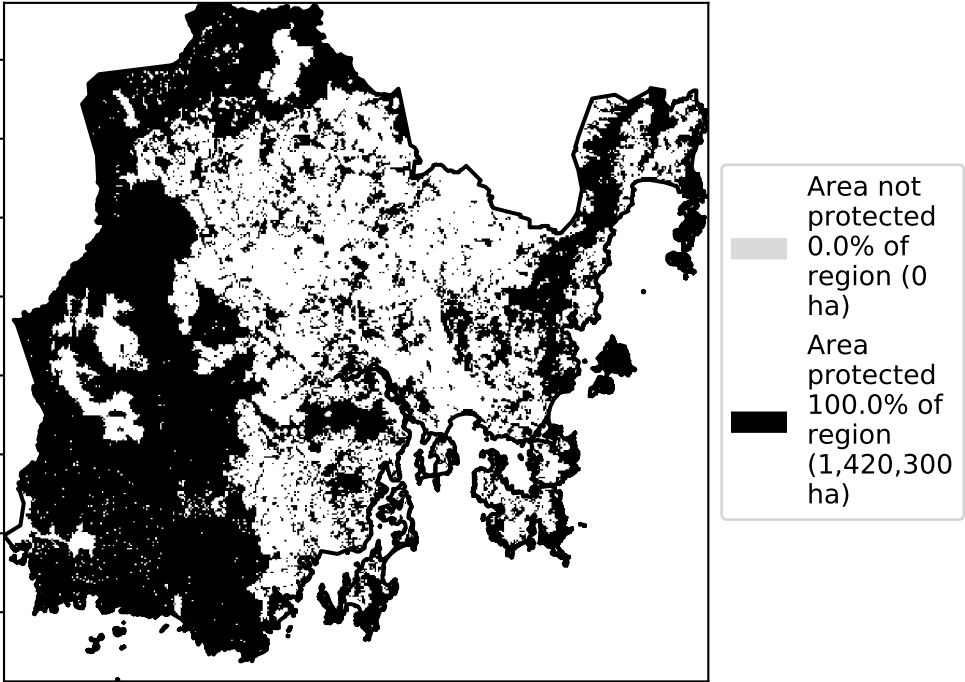 Area not
protected
0.0% of
region (0
ha)
Area
protected
100.0% of
region
(1,420,300
ha)